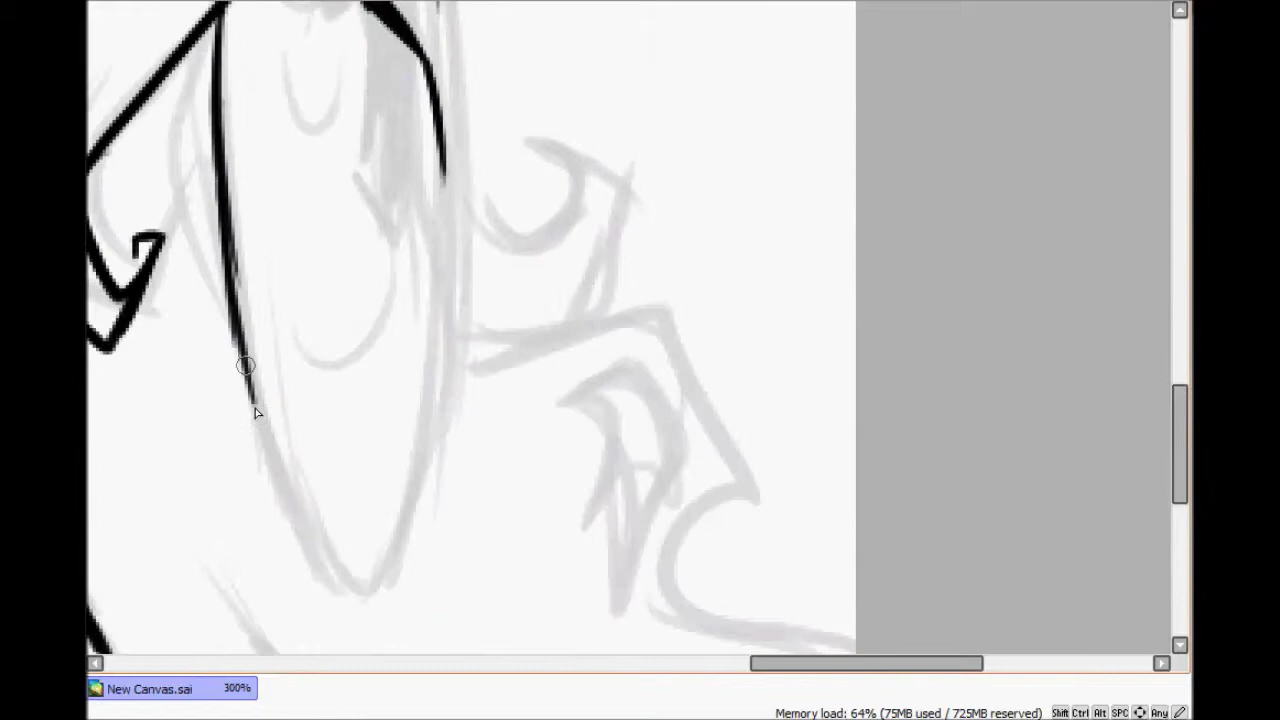 New Canvas.sai 300%
Memory load: 64% (75MB used / 725MB reserved) Shift Ctrl Alt SPC Any